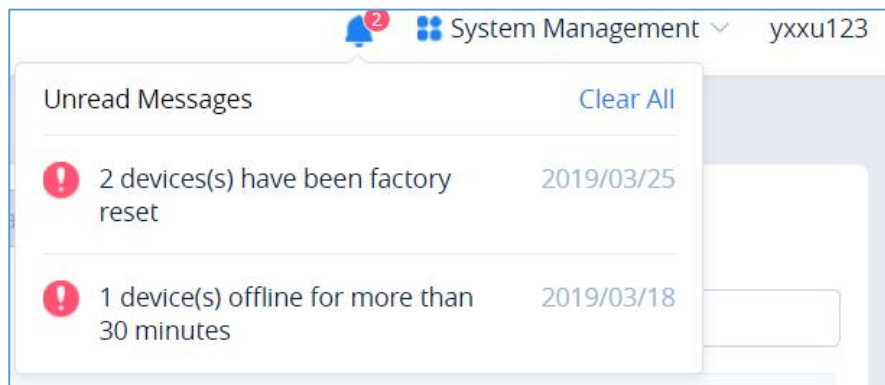 2
System Management
yxxu123
Unread Messages
Clear All
2 devices(s) have been factory
reset
2019/03/25
1 device(s) offline for more than
30 minutes
2019/03/18